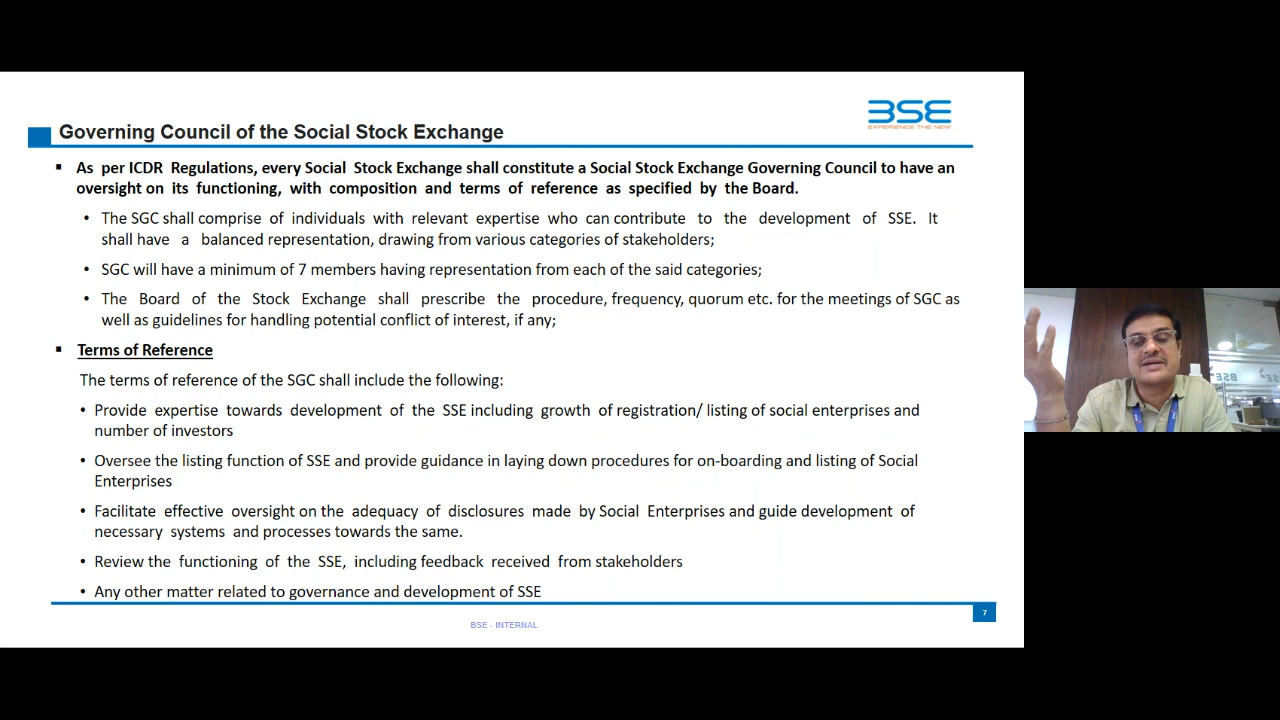 BSE
EXPERIENCE THE NEW
Governing Council of the Social Stock Exchange
▪ As per ICDR Regulations, every Social Stock Exchange shall constitute a Social Stock Exchange Governing Council to have an
oversight on its functioning, with composition and terms of reference as specified by the Board.
• The SGC shall comprise of individuals with relevant expertise who can contribute to the development of SSE. It
shall have a balanced representation, drawing from various categories of stakeholders;
• SGC will have a minimum of 7 members having representation from each of the said categories;
• The Board of the Stock Exchange shall prescribe the procedure, frequency, quorum etc. for the meetings of SGC as
well as guidelines for handling potential conflict of interest, if any;
▪ Terms of Reference
The terms of reference of the SGC shall include the following:
• Provide expertise towards development of the SSE including growth of registration/ listing of social enterprises and
number of investors
• Oversee the listing function of SSE and provide guidance in laying down procedures for on-boarding and listing of Social
Enterprises
• Facilitate effective oversight on the adequacy of disclosures made by Social Enterprises and guide development of
necessary systems and processes towards the same.
• Review the functioning of the SSE, including feedback received from stakeholders
• Any other matter related to governance and development of SSE
7
BSE - INTERNAL
BSE